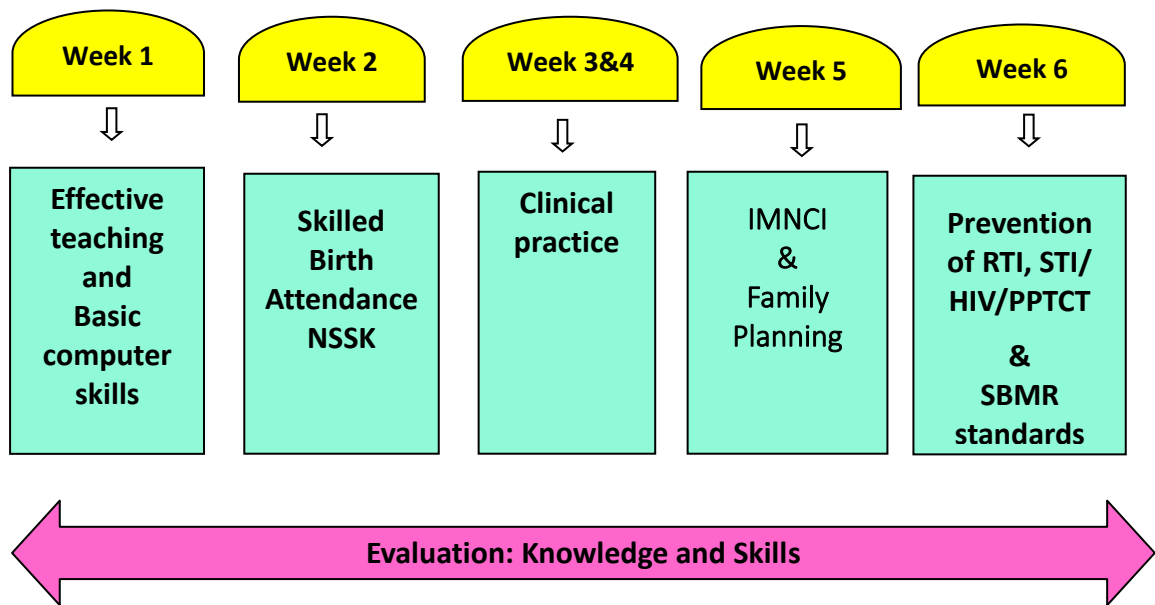 Week 1
Week 2
Week 3&4
Week 5
Week 6
Effective
teaching
and
Basic
computer
skills
Skilled
Birth
Attendance
NSSK
Clinical
practice
IMNCI
&
Family
Planning
Prevention
of RTI, STI/
HIV/PPTCT
&
SBMR
standards
Evaluation: Knowledge and Skills